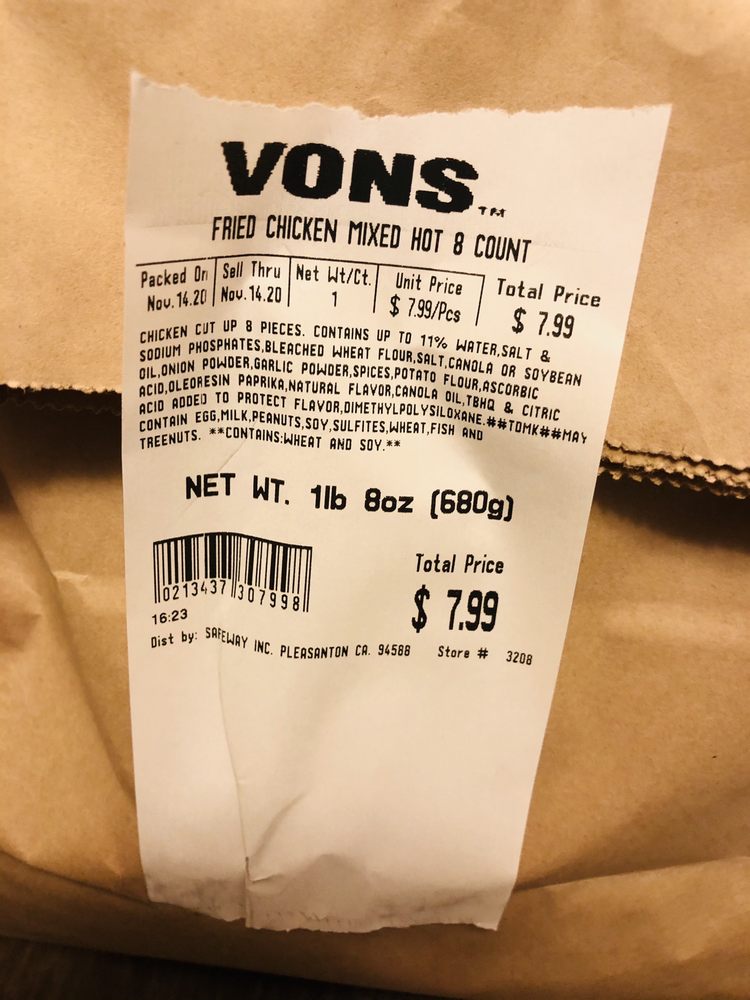 VONS™
FRIED CHICKEN MIXED HOT 8 COUNT
Packed On Sell Thru Net Wt/Ct. Unit Price Total Price
Nov.14.20 Nov.14.20 1 $ 7.99/Pcs $ 7.99
CHICKEN CUT UP 8 PIECES. CONTAINS UP TO 11% WATER,SALT &
SODIUM PHOSPHATES,BLEACHED WHEAT FLOUR,SALT,CANOLA OR SOYBEAN
OIL,ONION POWDER,GARLIC POWDER,SPICES,POTATO FLOUR,ASCORBIC
ACID,OLEORESIN PAPRIKA,NATURAL FLAVOR,CANOLA OIL,TBHQ & CITRIC
ACID ADDED TO PROTECT FLAVOR,DIMETHYLPOLYSILOXANE.##TDMK##MAY
CONTAIN EGG,MILK,PEANUTS,SOY,SULFITES,WHEAT,FISH AND
TREENUTS. **CONTAINS:WHEAT AND SOY.**
NET WT. 1lb 8oz (680g)
Total Price
$ 7.99
0213437 307998
16:23
Dist by: SAFEWAY INC. PLEASANTON CA. 94588 Store # 3208